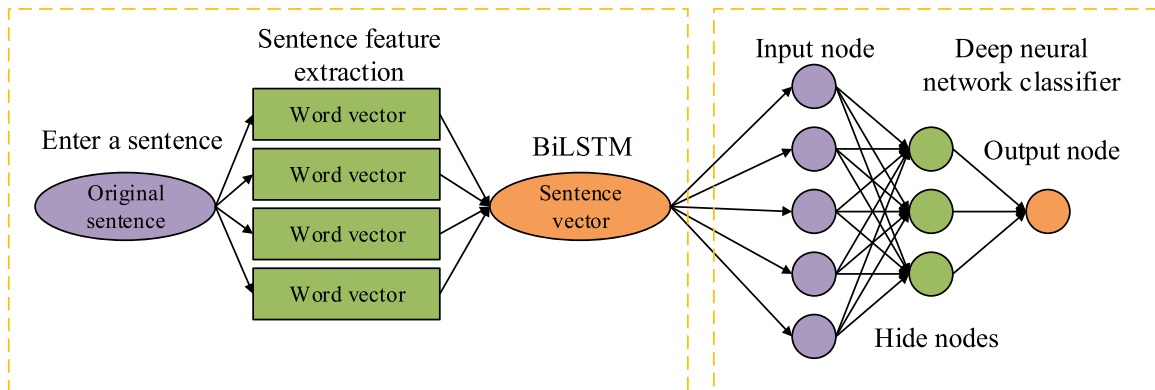 Enter a sentence
Original
sentence
Sentence feature
extraction
Word vector
Word vector
Word vector
Word vector
BiLSTM
Sentence
vector
Input node
Deep neural
network classifier
Output node
Hide nodes